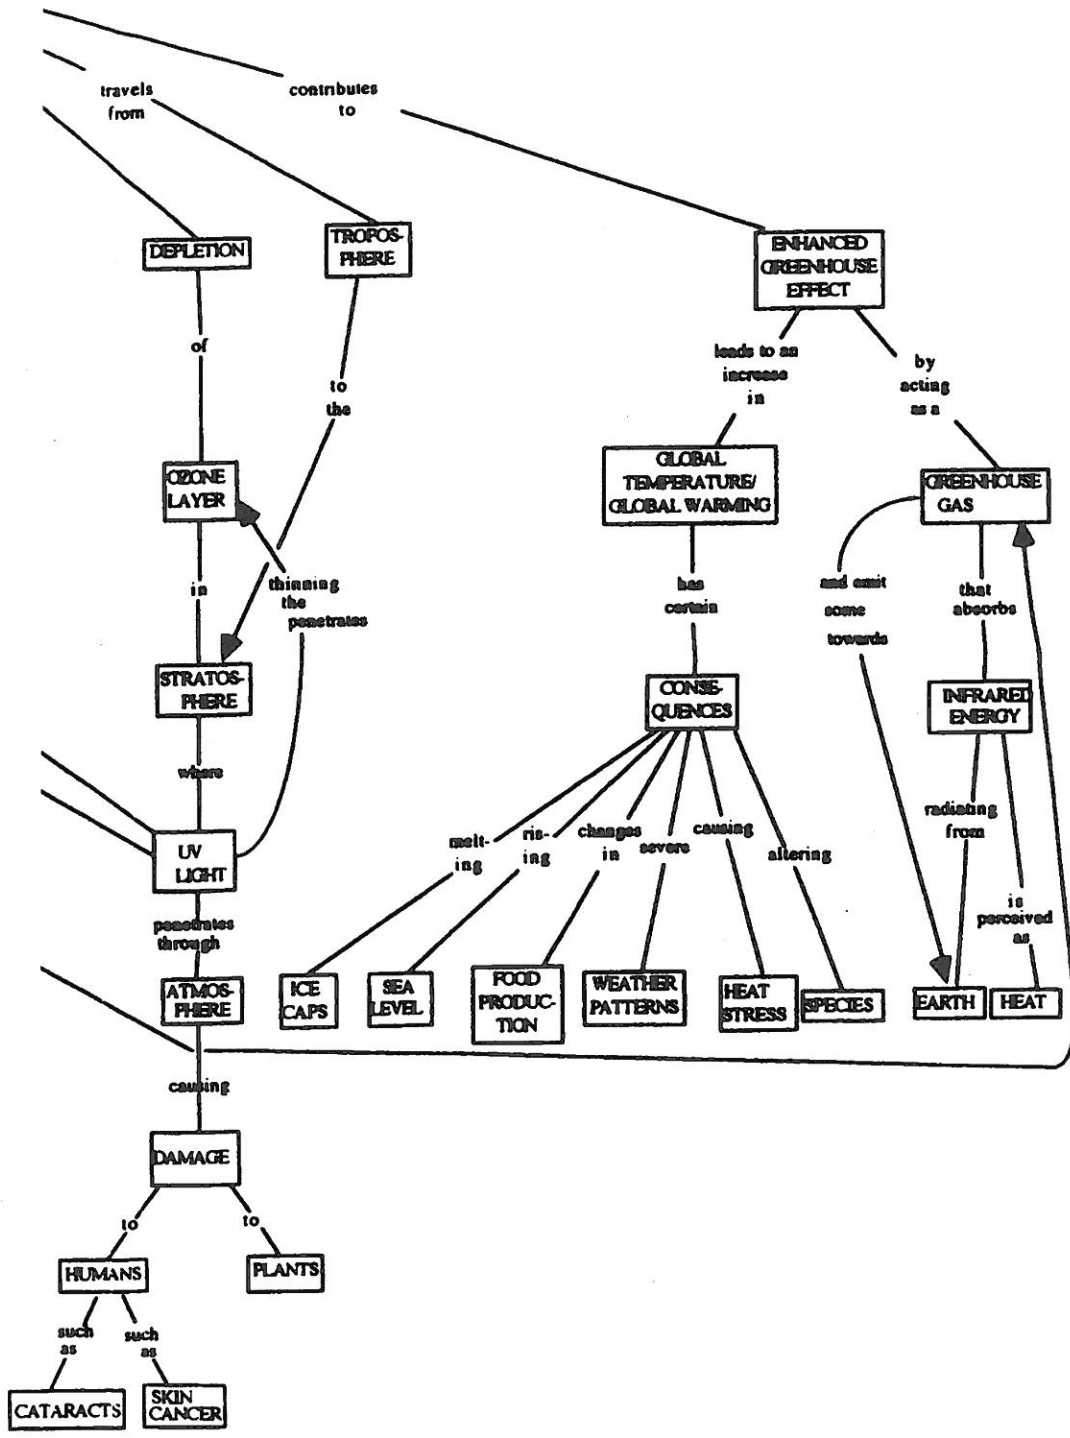 travels
from
contributes
to
DEPLETION
TROPOS-
PHERE
ENHANCED
GREENHOUSE
EFFECT
of
to
the
leads to an
increase
in
by
acting
as a
OZONE
LAYER
GLOBAL
TEMPERATURE/
GLOBAL WARMING
GREENHOUSE
GAS
in
thinning
the
penetrates
has
certain
and emit
some
towards
that
absorbs
STRATOS-
PHERE
CONSE-
QUENCES
INFRARED
ENERGY
where
melt-
ing
ris-
ing
changes
in
severe
causing
altering
radiating
from
is
perceived
as
UV
LIGHT
penetrates
through
ATMOS-
PHERE
ICE
CAPS
SEA
LEVEL
FOOD
PRODUC-
TION
WEATHER
PATTERNS
HEAT
STRESS
SPECIES
EARTH
HEAT
causing
DAMAGE
to
to
HUMANS
PLANTS
such
as
such
as
CATARACTS
SKIN
CANCER